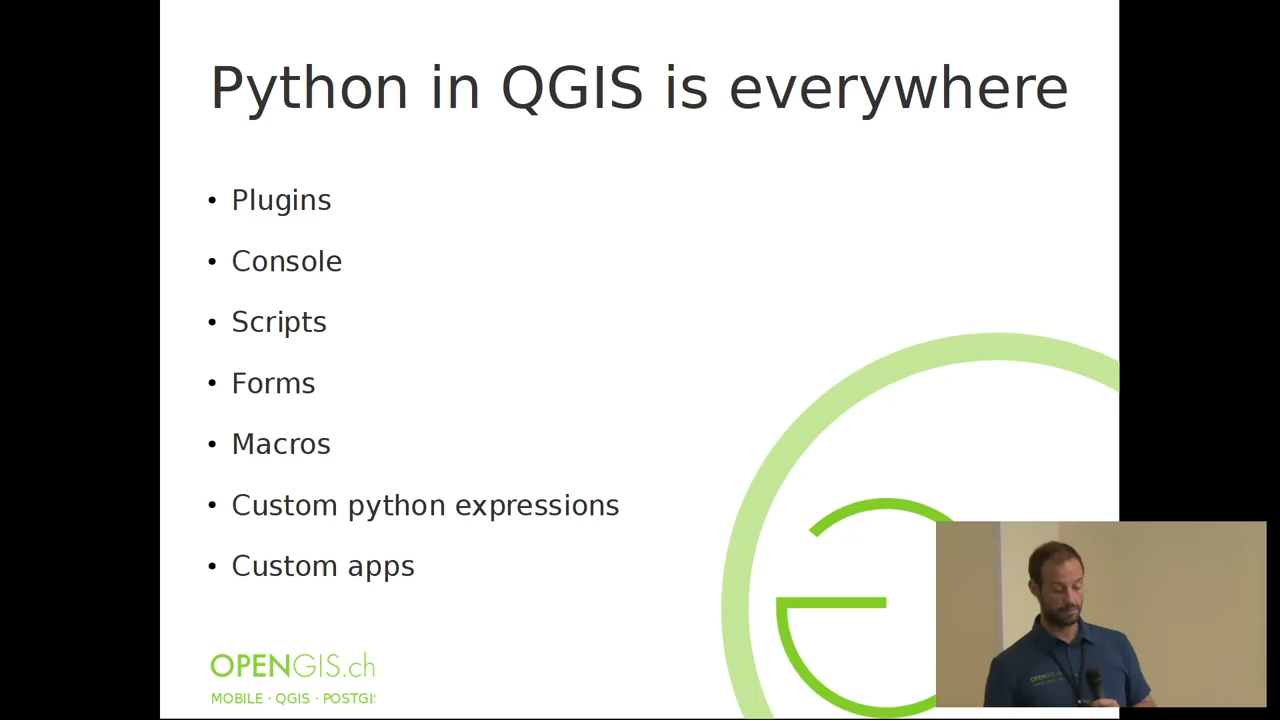 Python in QGIS is everywhere
• Plugins
• Console
• Scripts
• Forms
• Macros
• Custom python expressions
• Custom apps
OPENGIS.ch
MOBILE · QGIS · POSTGI
OPENGIS